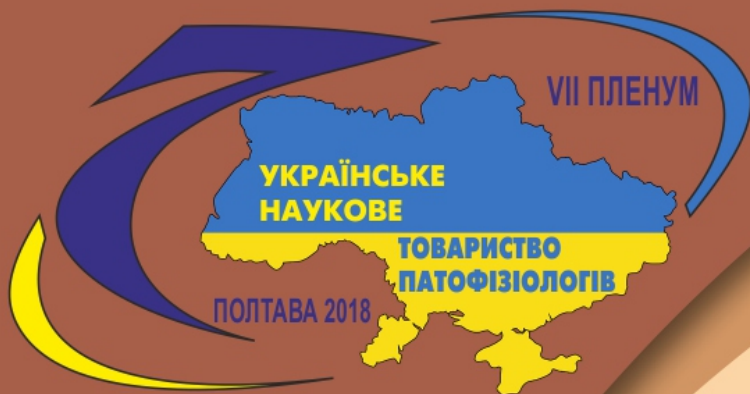 VII ПЛЕНУМ
УКРАЇНСЬКЕ
НАУКОВЕ
ТОВАРИСТВО
ПАТОФІЗІОЛОГІВ
ПОЛТАВА 2018